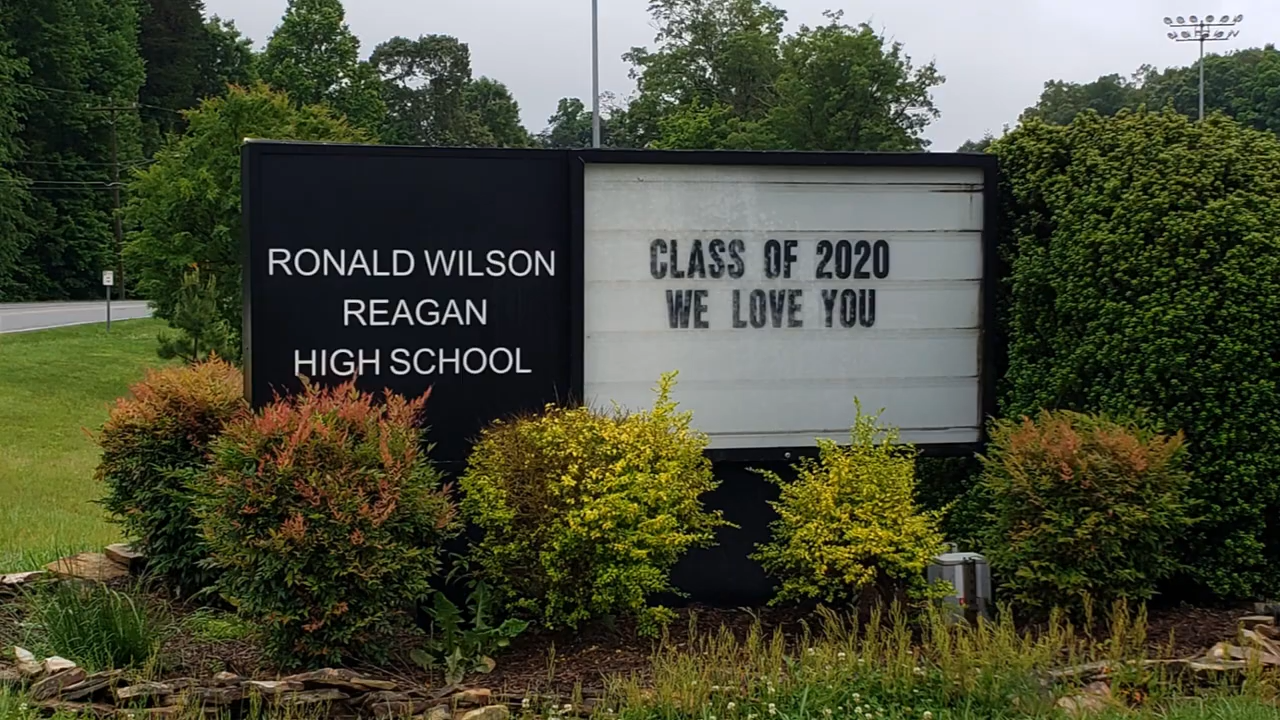 RONALD WILSON
REAGAN
HIGH SCHOOL
CLASS OF 2020
WE LOVE YOU